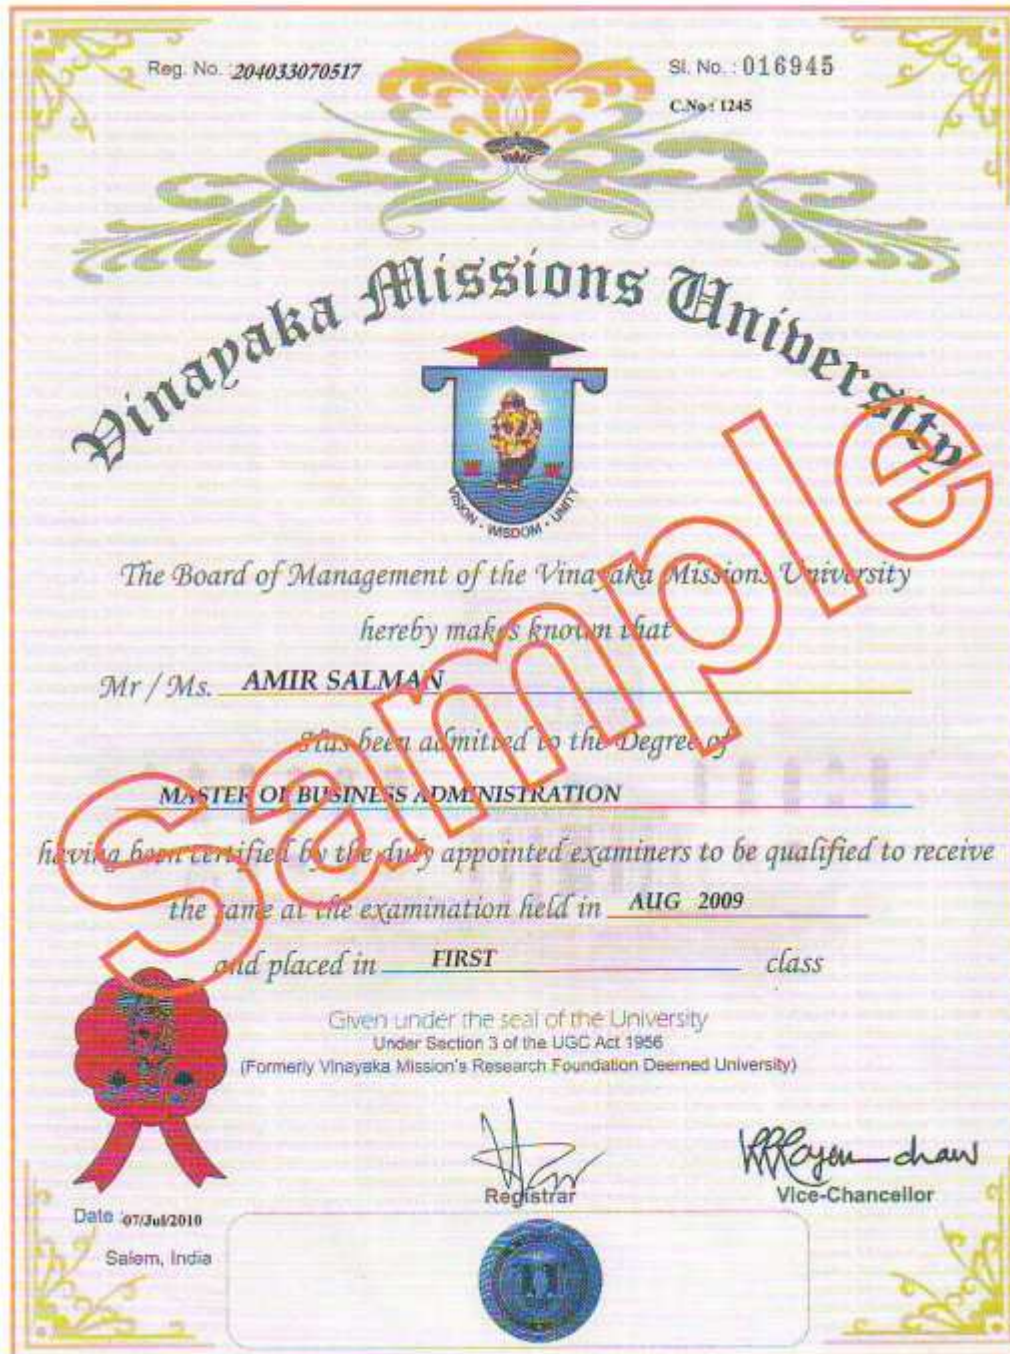 Reg. No. : 204033070517
Sl. No. : 016945
C.No : 1245
Vinayaka Missions University
VISION · WISDOM · UNITY
The Board of Management of the Vinayaka Missions University
hereby makes known that
Mr / Ms. AMIR SALMAN
Has been admitted to the Degree of
MASTER OF BUSINESS ADMINISTRATION
having been certified by the duly appointed examiners to be qualified to receive
the same at the examination held in AUG 2009
and placed in FIRST class
Sample
Given under the seal of the University
Under Section 3 of the UGC Act 1956
(Formerly Vinayaka Mission's Research Foundation Deemed University)
Registrar
Vice-Chancellor
Date : 07/Jul/2010
Salem, India